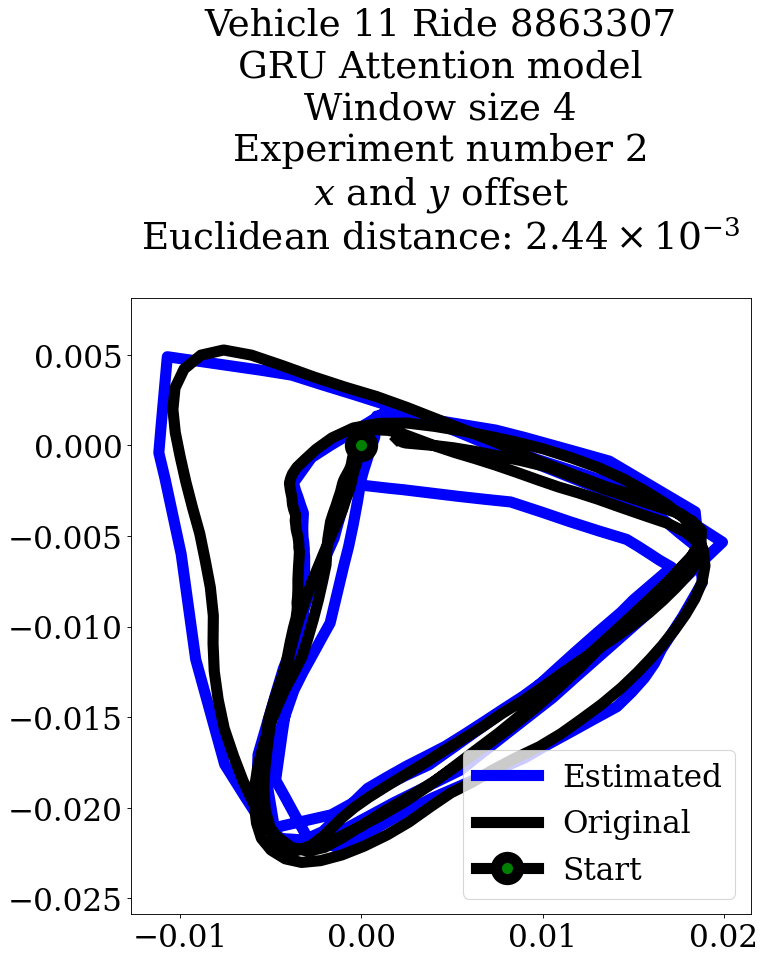 Vehicle 11 Ride 8863307
GRU Attention model
Window size 4
Experiment number 2
x and y offset
Euclidean distance: 2.44 × 10⁻³
0.005
0.000
−0.005
−0.010
−0.015
−0.020
−0.025
Estimated
Original
Start
−0.01 0.00 0.01 0.02